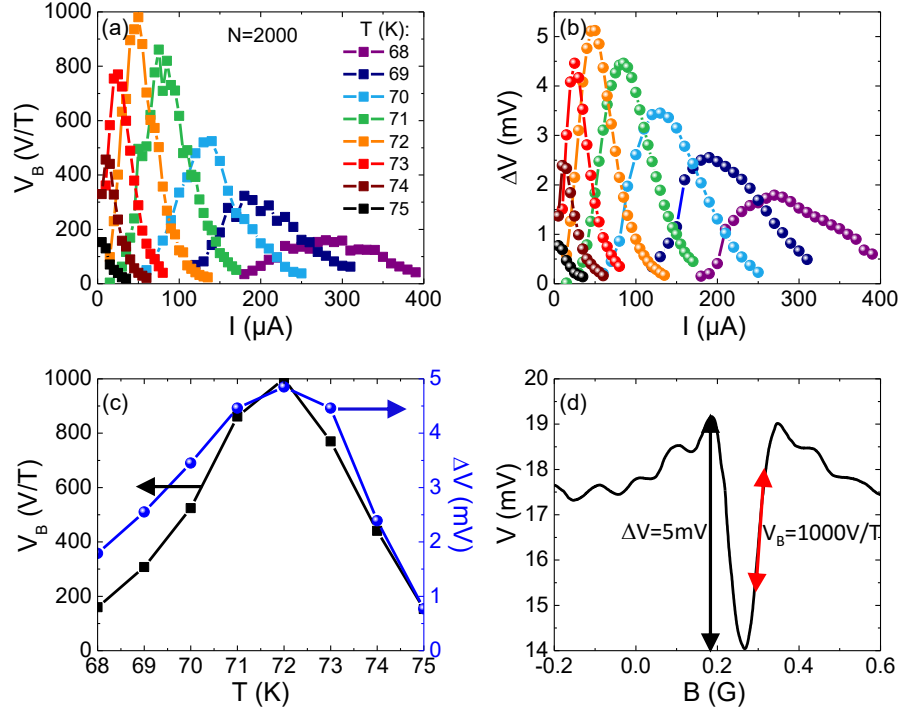 (a)
N=2000
T (K):
68
69
70
71
72
73
74
75
V_B (V/T)
1000
800
600
400
200
0
0 100 200 300 400
I (µA)
(b)
ΔV (mV)
5
4
3
2
1
0
0 100 200 300 400
I (µA)
(c)
V_B (V/T)
1000
800
600
400
200
0
5
4
3
2
1
0
ΔV (mV)
68 69 70 71 72 73 74 75
T (K)
(d)
V (mV)
20
19
18
17
16
15
14
ΔV=5mV
V_B=1000V/T
-0.2 0.0 0.2 0.4 0.6
B (G)